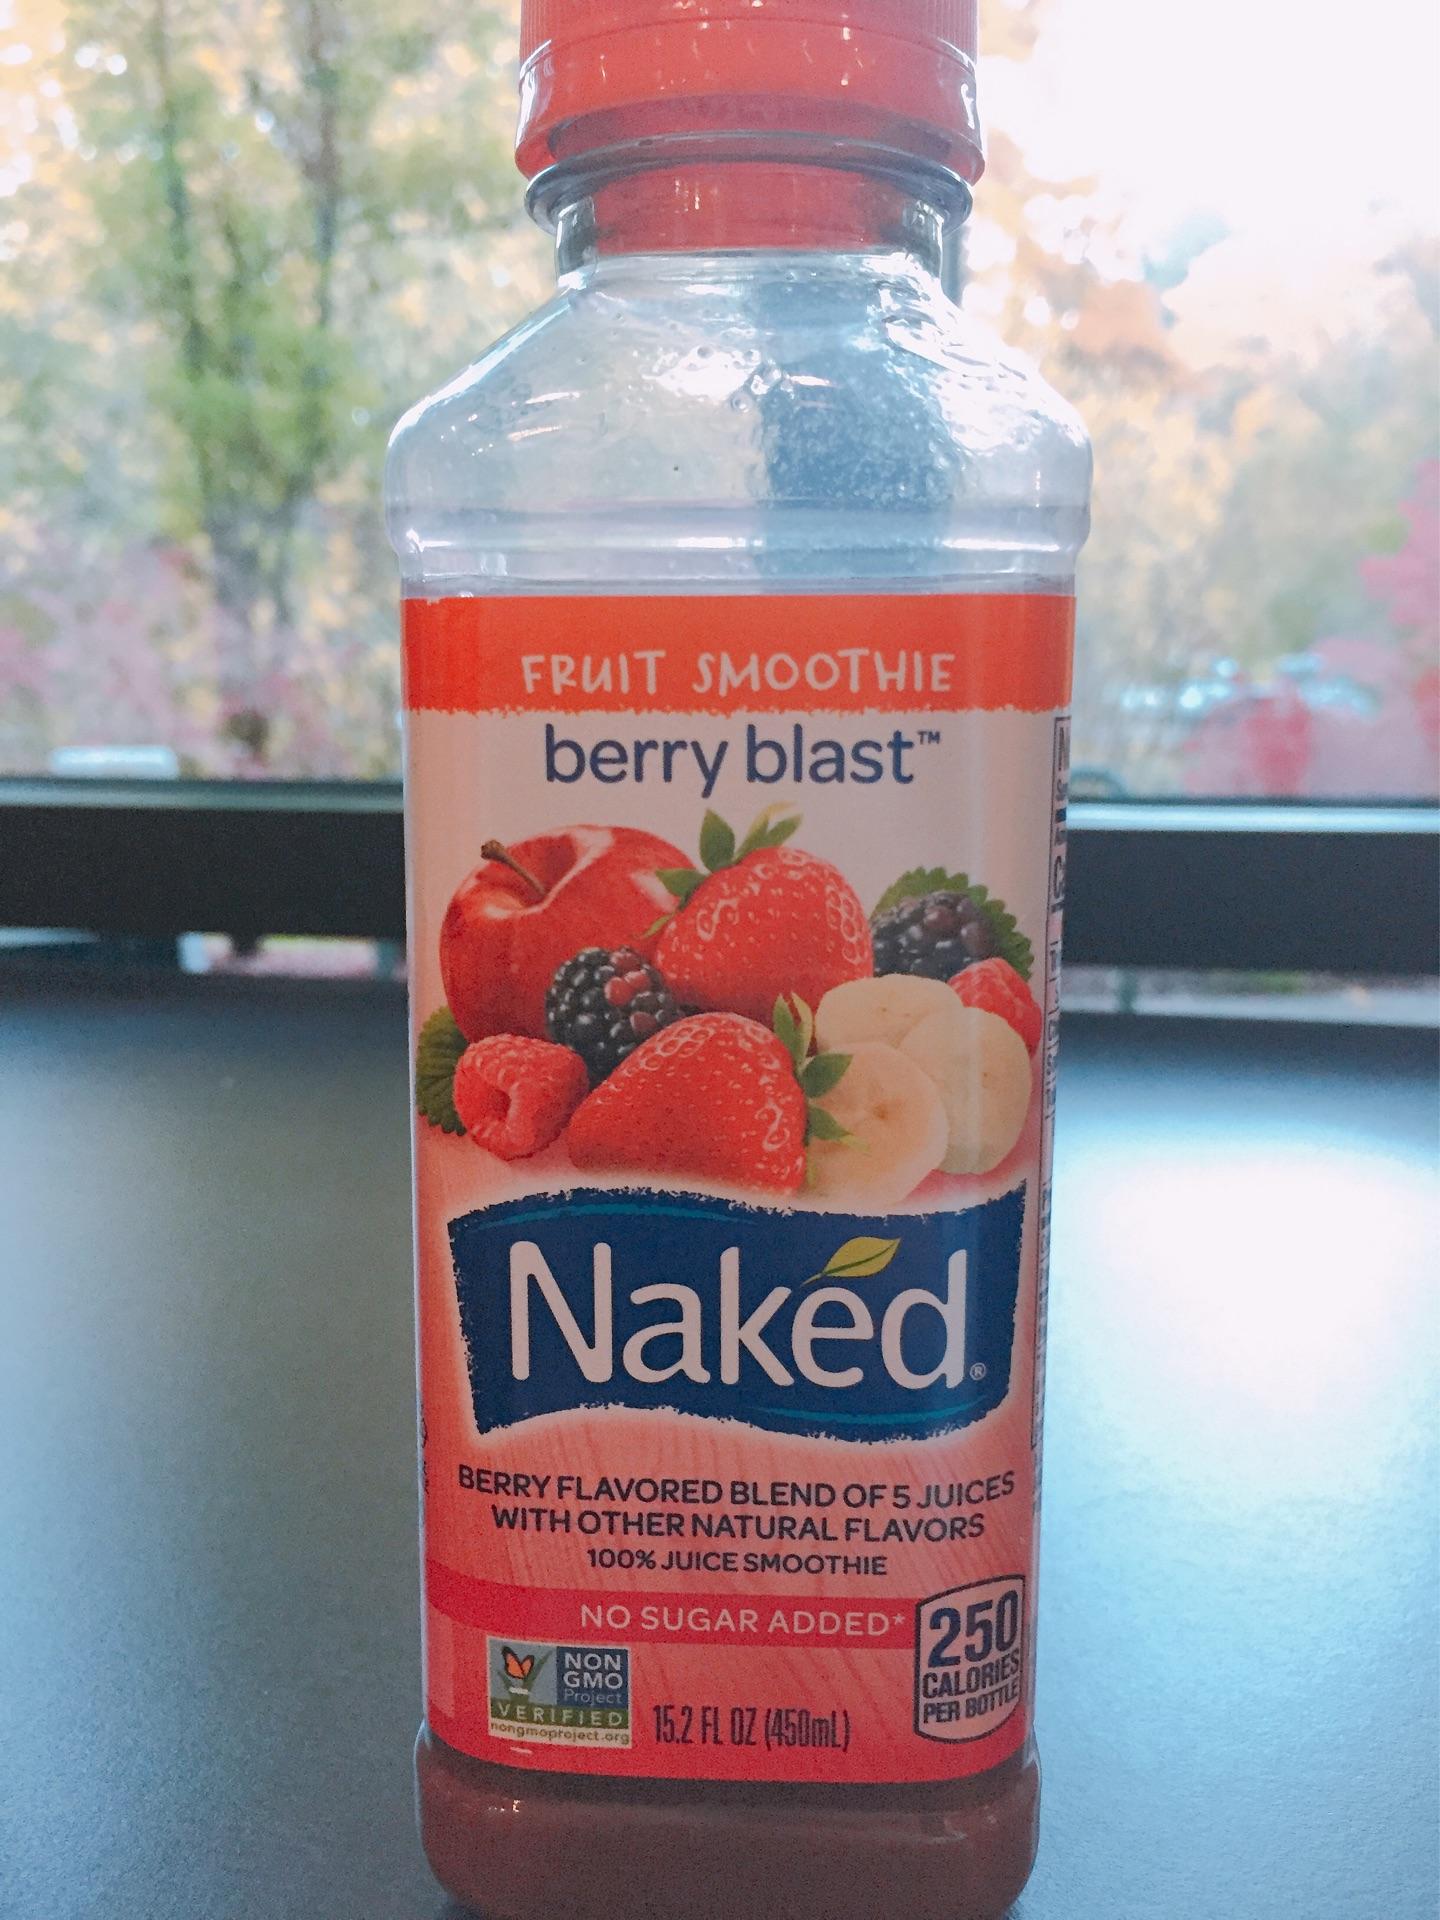 FRUIT SMOOTHIE
berry blast™
Naked®
BERRY FLAVORED BLEND OF 5 JUICES
WITH OTHER NATURAL FLAVORS
100% JUICE SMOOTHIE
NO SUGAR ADDED*
250
CALORIES
PER BOTTLE
NON
GMO
Project
VERIFIED
nongmoproject.org
15.2 FL OZ (450mL)